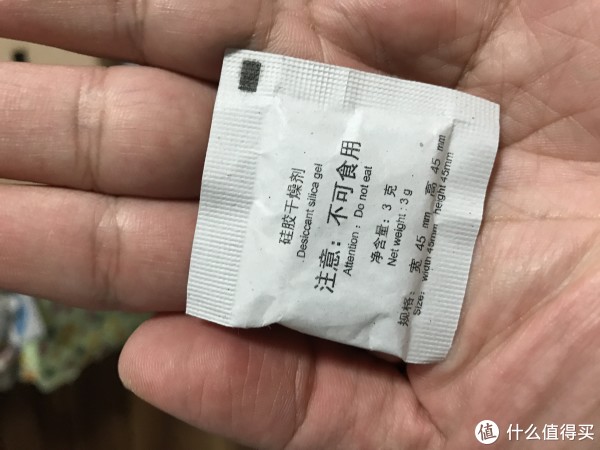 硅胶干燥剂
Desiccant silica gel
注意：不可食用
Attention：Do not eat
净含量：3 克
Net weight：3 g
规格：宽 45 mm 高 45 mm
Size：width 45mm height 45mm
值 什么值得买